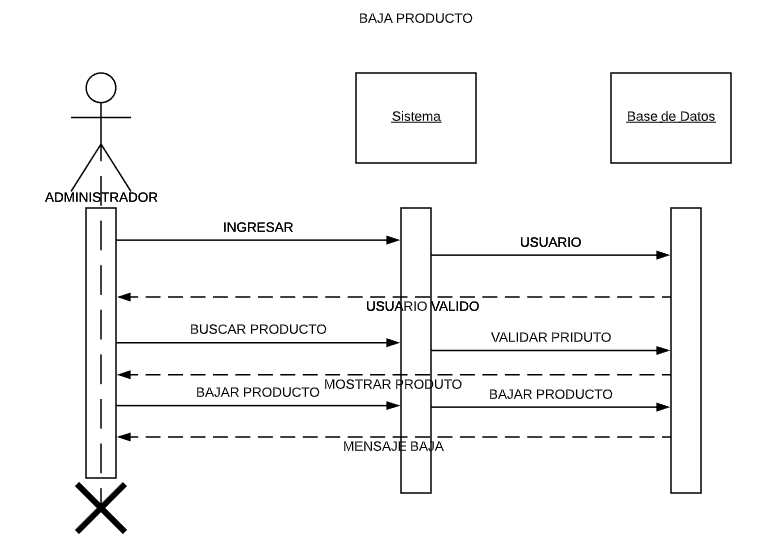 BAJA PRODUCTO
Sistema
Base de Datos
ADMINISTRADOR
INGRESAR
USUARIO
USUARIO VALIDO
BUSCAR PRODUCTO
VALIDAR PRIDUTO
MOSTRAR PRODUTO
BAJAR PRODUCTO
BAJAR PRODUCTO
MENSAJE BAJA